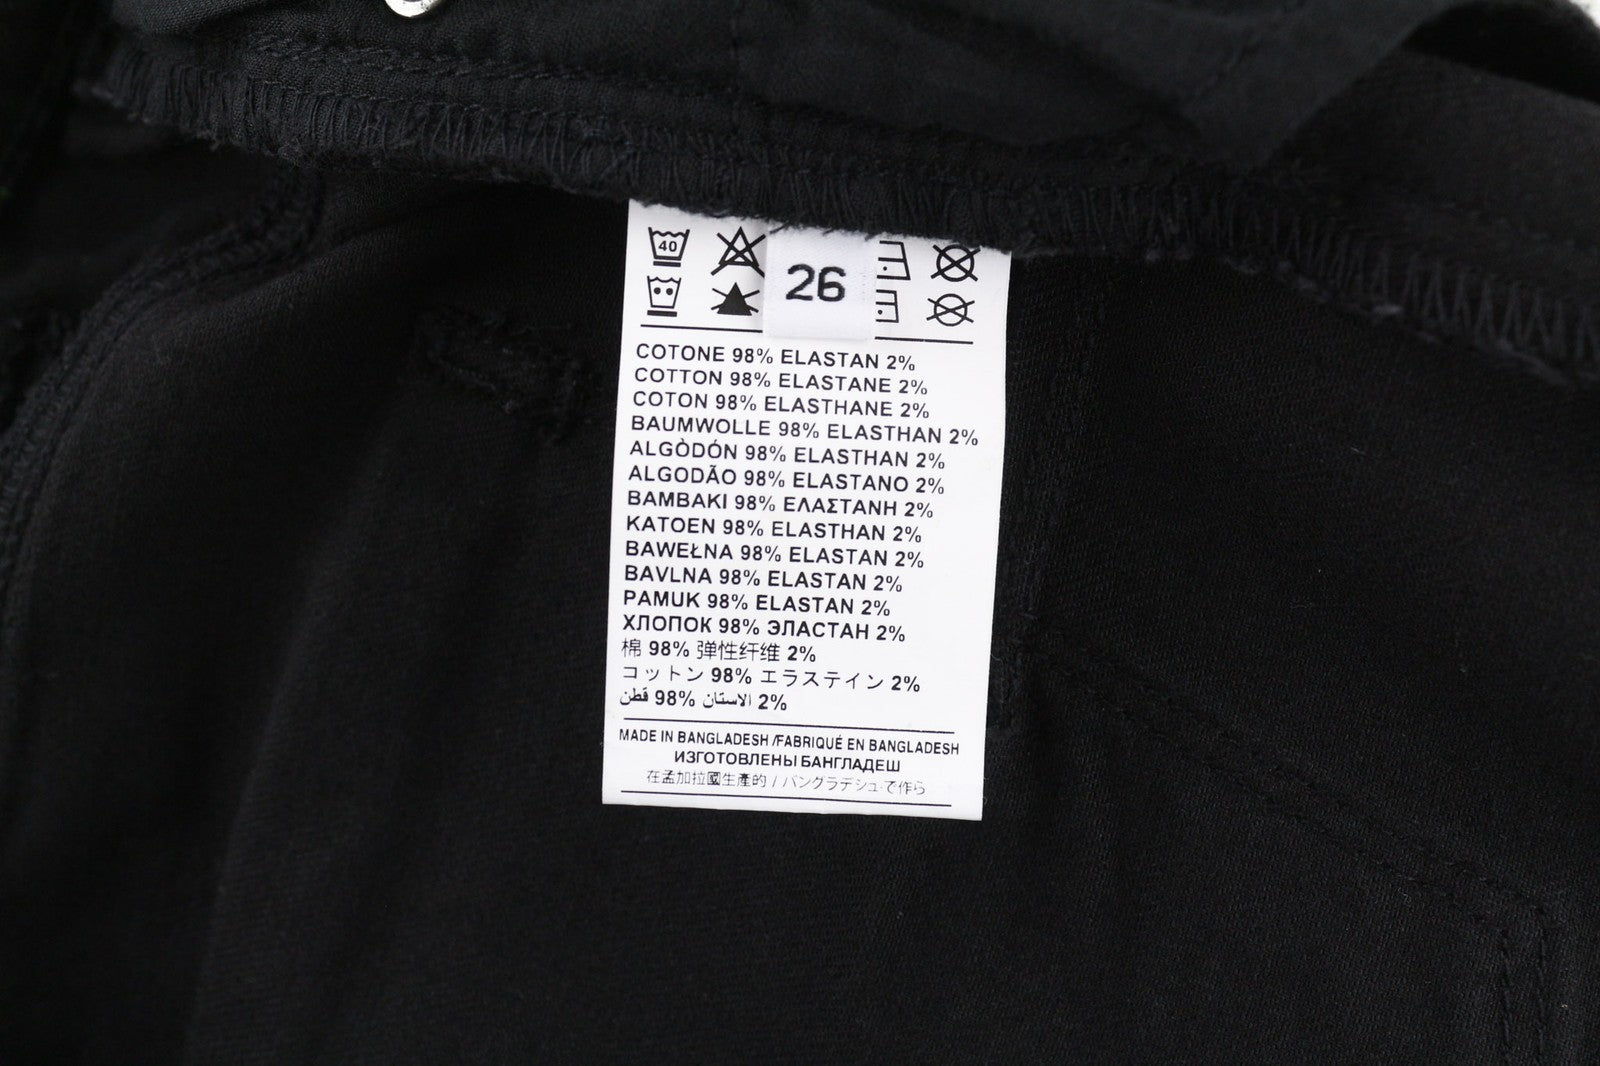 40
26
COTONE 98% ELASTAN 2%
COTTON 98% ELASTANE 2%
COTON 98% ELASTHANE 2%
BAUMWOLLE 98% ELASTHAN 2%
ALGÒDÓN 98% ELASTHAN 2%
ALGODÃO 98% ELASTANO 2%
ΒΑΜΒΑΚΙ 98% ΕΛΑΣΤΑΝΗ 2%
KATOEN 98% ELASTHAN 2%
BAWEŁNA 98% ELASTAN 2%
BAVLNA 98% ELASTAN 2%
PAMUK 98% ELASTAN 2%
ХЛОПОК 98% ЭЛАСТАН 2%
棉 98% 弹性纤维 2%
コットン 98% エラステイン 2%
قطن 98% الاستان 2%
MADE IN BANGLADESH /FABRIQUÉ EN BANGLADESH
ИЗГОТОВЛЕНЫ БАНГЛАДЕШ
在孟加拉國生產的 / バングラデシュで作ら